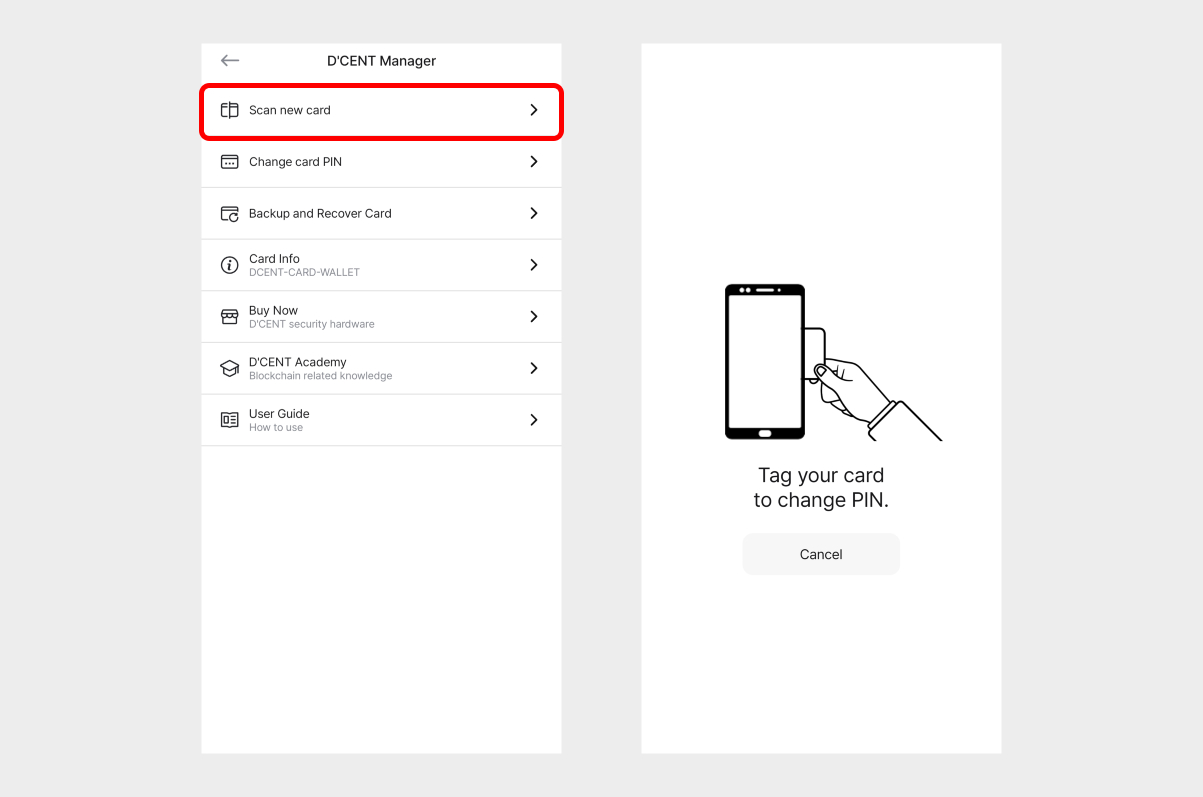 D'CENT Manager
Scan new card
Change card PIN
Backup and Recover Card
Card Info
DCENT-CARD-WALLET
Buy Now
D'CENT security hardware
D'CENT Academy
Blockchain related knowledge
User Guide
How to use
Tag your card
to change PIN.
Cancel